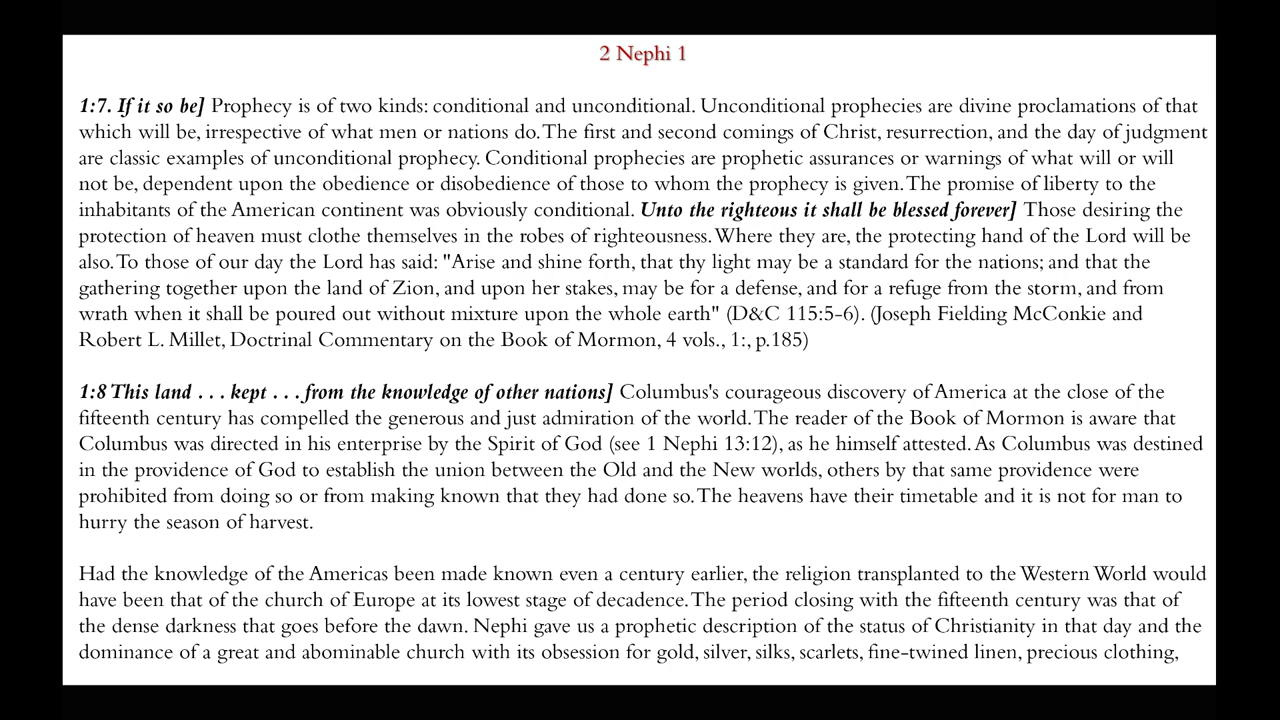 2 Nephi 1
1:7. If it so be] Prophecy is of two kinds: conditional and unconditional. Unconditional prophecies are divine proclamations of that
which will be, irrespective of what men or nations do. The first and second comings of Christ, resurrection, and the day of judgment
are classic examples of unconditional prophecy. Conditional prophecies are prophetic assurances or warnings of what will or will
not be, dependent upon the obedience or disobedience of those to whom the prophecy is given. The promise of liberty to the
inhabitants of the American continent was obviously conditional. Unto the righteous it shall be blessed forever] Those desiring the
protection of heaven must clothe themselves in the robes of righteousness. Where they are, the protecting hand of the Lord will be
also. To those of our day the Lord has said: "Arise and shine forth, that thy light may be a standard for the nations; and that the
gathering together upon the land of Zion, and upon her stakes, may be for a defense, and for a refuge from the storm, and from
wrath when it shall be poured out without mixture upon the whole earth" (D&C 115:5-6). (Joseph Fielding McConkie and
Robert L. Millet, Doctrinal Commentary on the Book of Mormon, 4 vols., 1:, p.185)
1:8 This land . . . kept . . . from the knowledge of other nations] Columbus's courageous discovery of America at the close of the
fifteenth century has compelled the generous and just admiration of the world. The reader of the Book of Mormon is aware that
Columbus was directed in his enterprise by the Spirit of God (see 1 Nephi 13:12), as he himself attested. As Columbus was destined
in the providence of God to establish the union between the Old and the New worlds, others by that same providence were
prohibited from doing so or from making known that they had done so. The heavens have their timetable and it is not for man to
hurry the season of harvest.
Had the knowledge of the Americas been made known even a century earlier, the religion transplanted to the Western World would
have been that of the church of Europe at its lowest stage of decadence. The period closing with the fifteenth century was that of
the dense darkness that goes before the dawn. Nephi gave us a prophetic description of the status of Christianity in that day and the
dominance of a great and abominable church with its obsession for gold, silver, silks, scarlets, fine-twined linen, precious clothing,